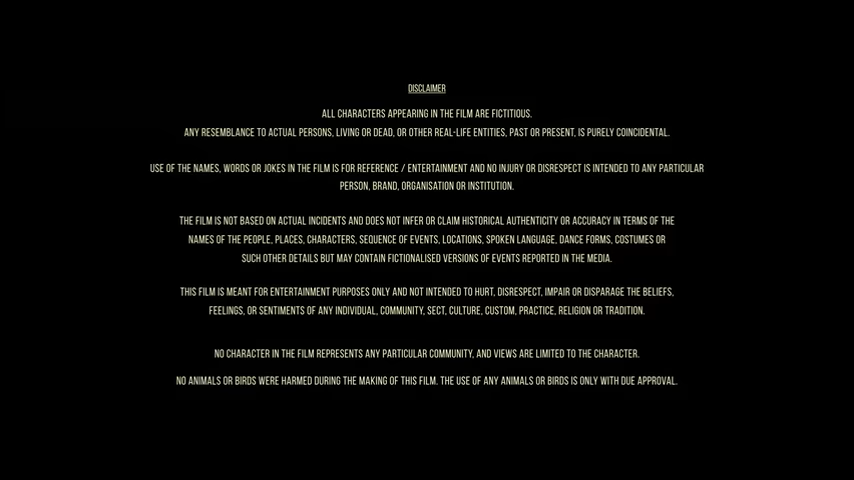 DISCLAIMER
ALL CHARACTERS APPEARING IN THE FILM ARE FICTITIOUS.
ANY RESEMBLANCE TO ACTUAL PERSONS, LIVING OR DEAD, OR OTHER REAL-LIFE ENTITIES, PAST OR PRESENT, IS PURELY COINCIDENTAL.
USE OF THE NAMES, WORDS OR JOKES IN THE FILM IS FOR REFERENCE / ENTERTAINMENT AND NO INJURY OR DISRESPECT IS INTENDED TO ANY PARTICULAR
PERSON, BRAND, ORGANISATION OR INSTITUTION.
THE FILM IS NOT BASED ON ACTUAL INCIDENTS AND DOES NOT INFER OR CLAIM HISTORICAL AUTHENTICITY OR ACCURACY IN TERMS OF THE
NAMES OF THE PEOPLE, PLACES, CHARACTERS, SEQUENCE OF EVENTS, LOCATIONS, SPOKEN LANGUAGE, DANCE FORMS, COSTUMES OR
SUCH OTHER DETAILS BUT MAY CONTAIN FICTIONALISED VERSIONS OF EVENTS REPORTED IN THE MEDIA.
THIS FILM IS MEANT FOR ENTERTAINMENT PURPOSES ONLY AND NOT INTENDED TO HURT, DISRESPECT, IMPAIR OR DISPARAGE THE BELIEFS,
FEELINGS, OR SENTIMENTS OF ANY INDIVIDUAL, COMMUNITY, SECT, CULTURE, CUSTOM, PRACTICE, RELIGION OR TRADITION.
NO CHARACTER IN THE FILM REPRESENTS ANY PARTICULAR COMMUNITY, AND VIEWS ARE LIMITED TO THE CHARACTER.
NO ANIMALS OR BIRDS WERE HARMED DURING THE MAKING OF THIS FILM. THE USE OF ANY ANIMALS OR BIRDS IS ONLY WITH DUE APPROVAL.